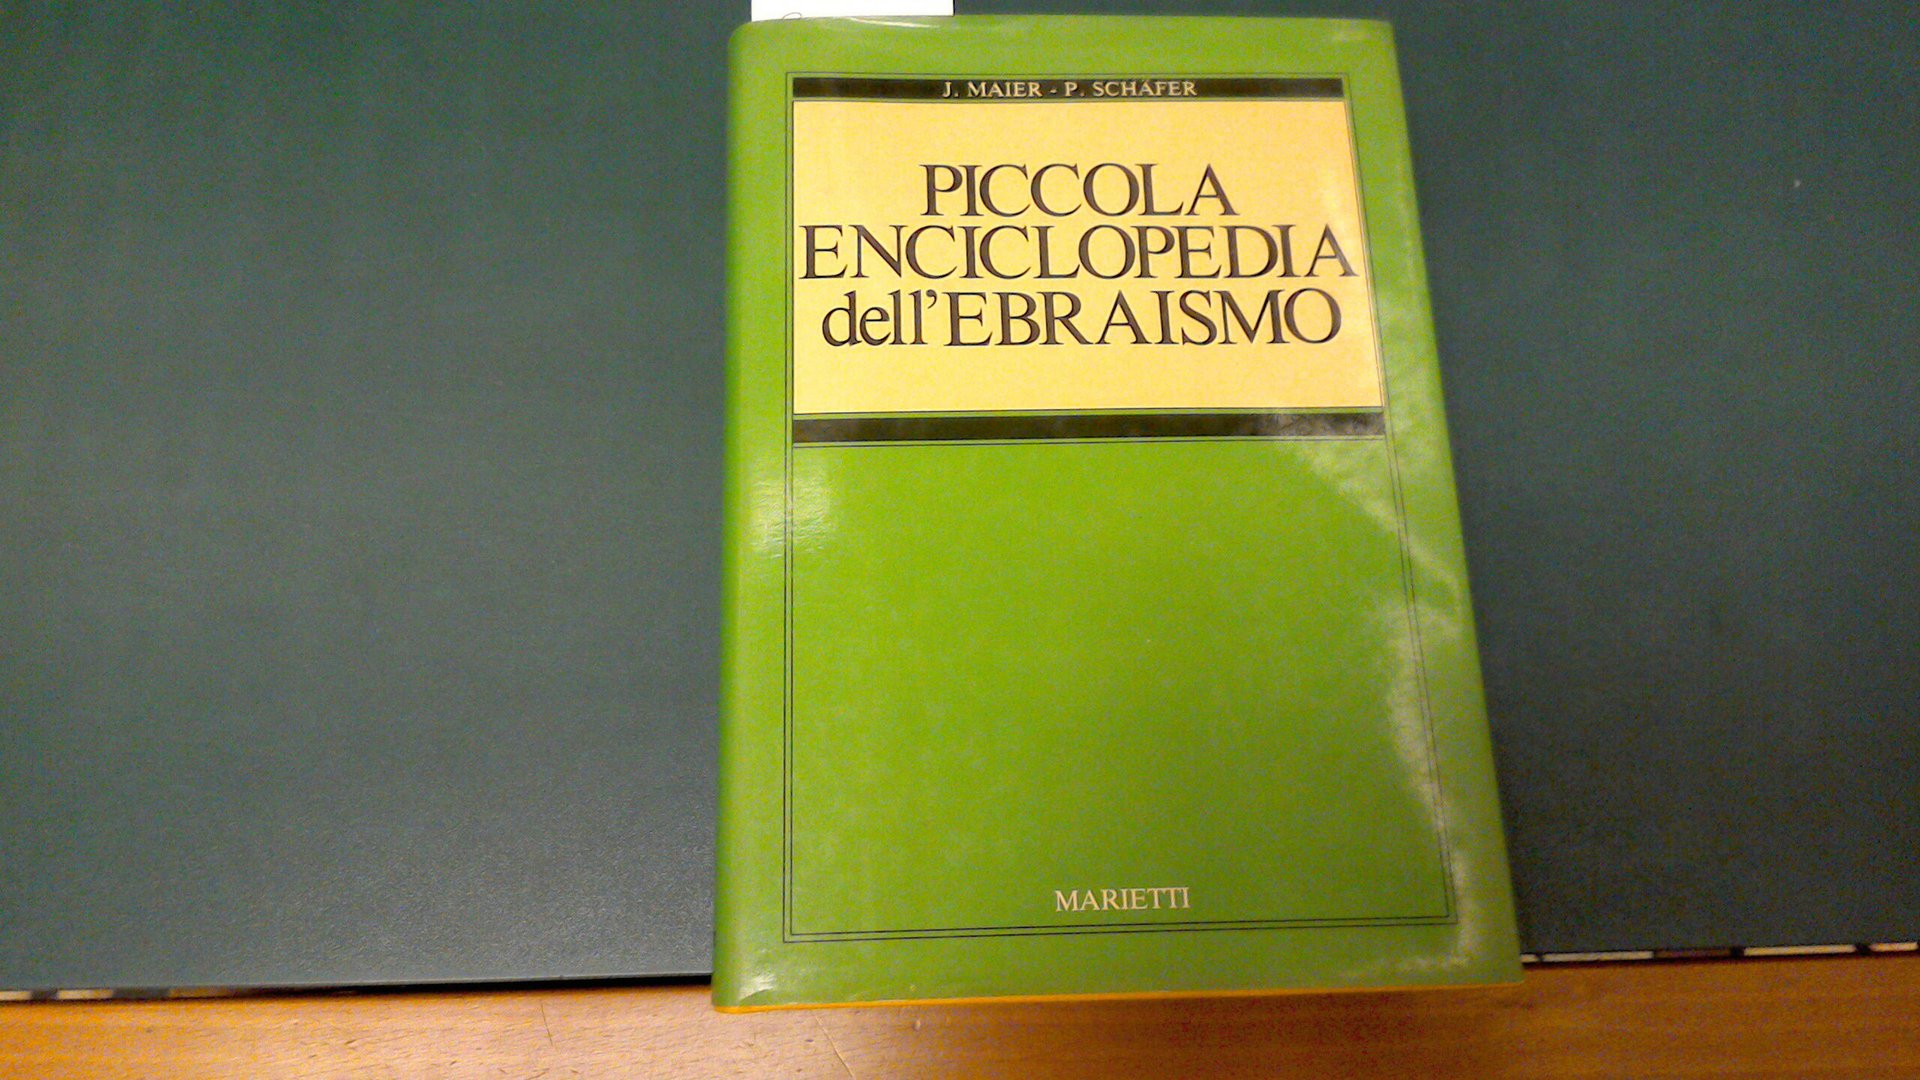 J. MAIER - P. SCHÄFER
PICCOLA
ENCICLOPEDIA
dell'EBRAISMO
MARIETTI